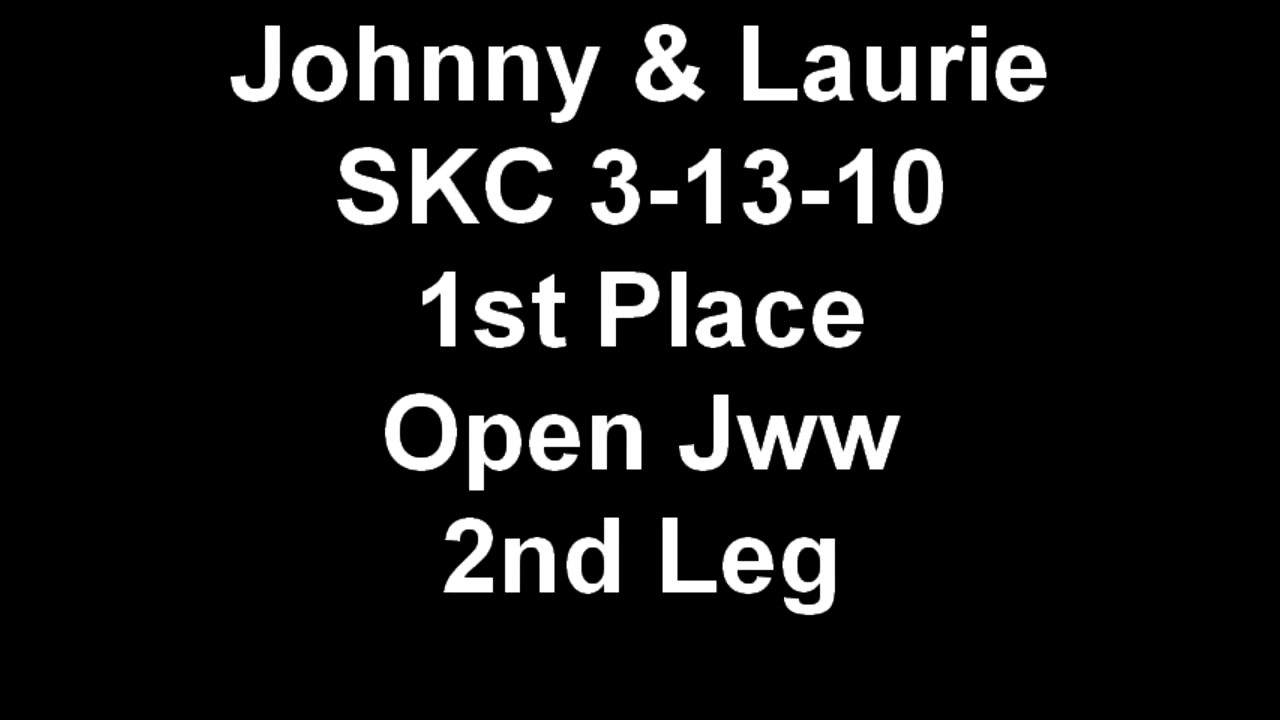 Johnny & Laurie
SKC 3-13-10
1st Place
Open Jww
2nd Leg